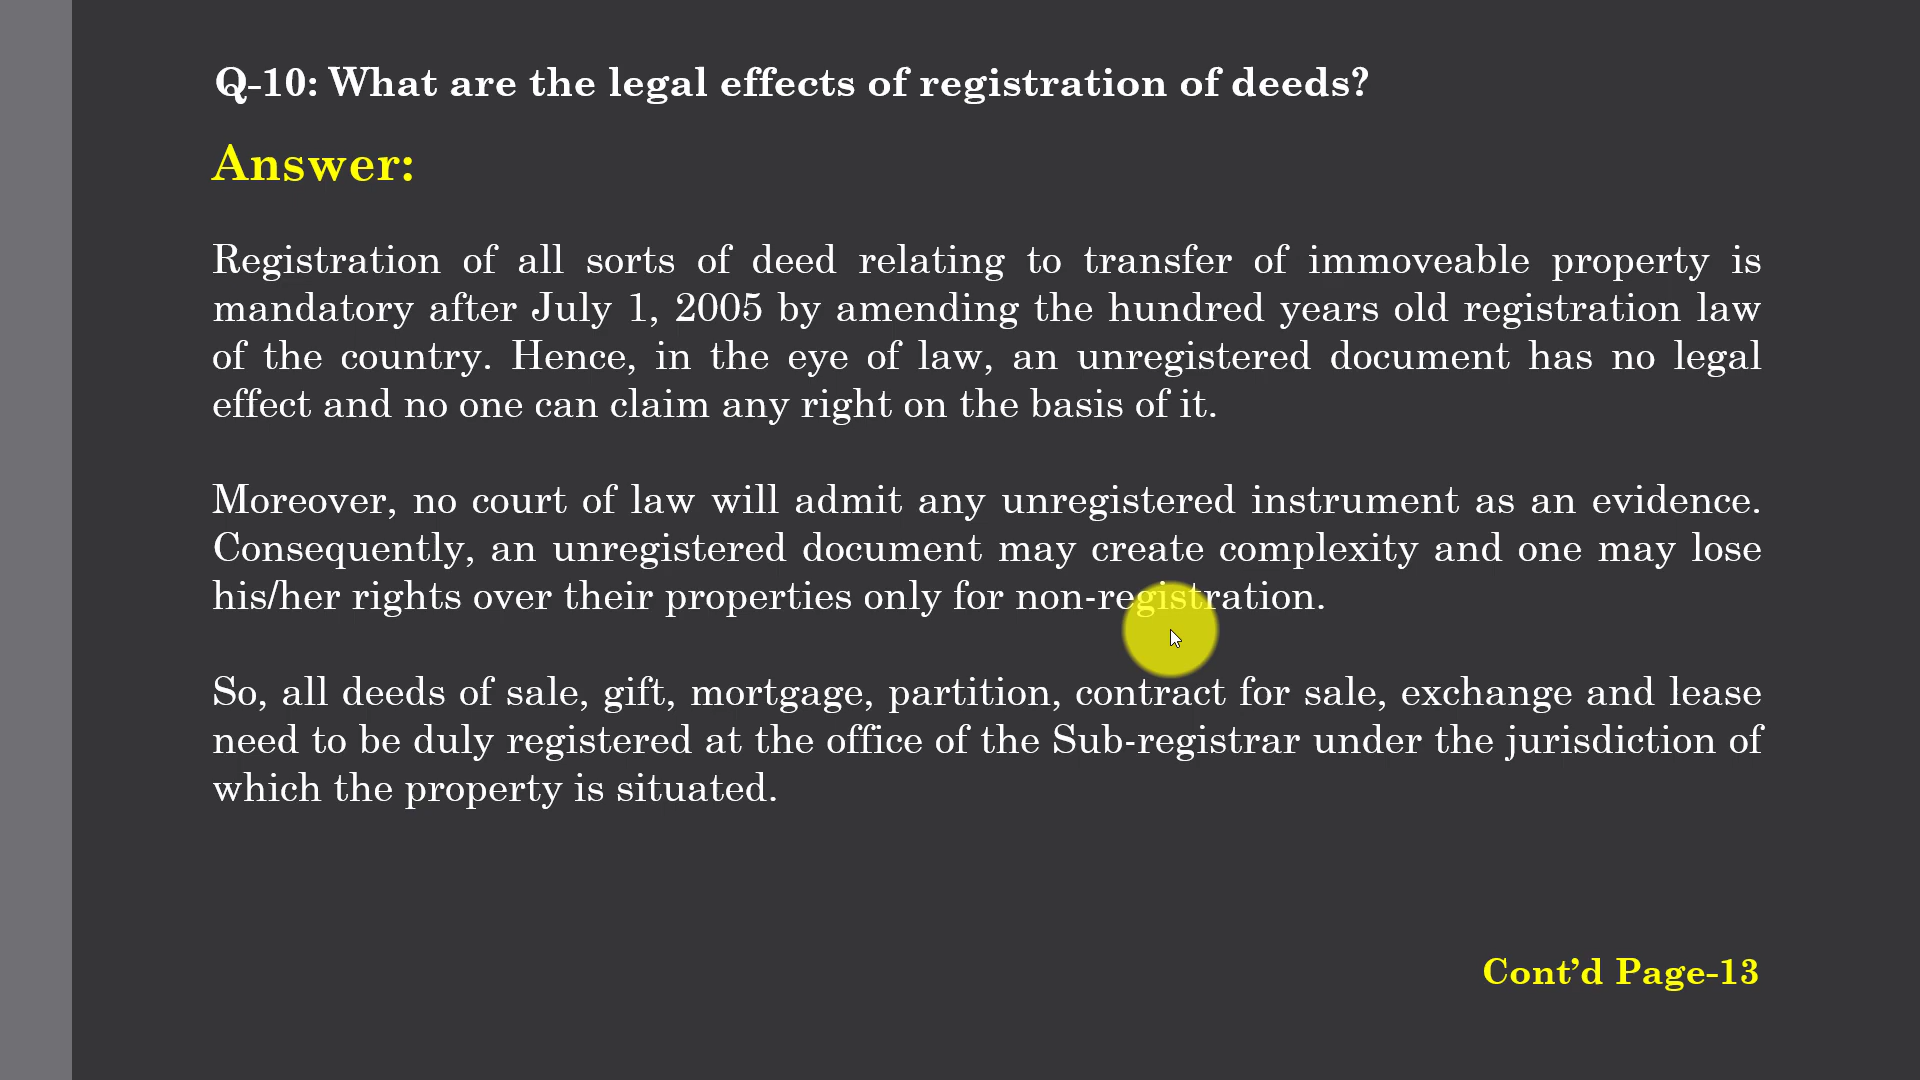 Q-10: What are the legal effects of registration of deeds?
Answer:
Registration of all sorts of deed relating to transfer of immoveable property is
mandatory after July 1, 2005 by amending the hundred years old registration law
of the country. Hence, in the eye of law, an unregistered document has no legal
effect and no one can claim any right on the basis of it.
Moreover, no court of law will admit any unregistered instrument as an evidence.
Consequently, an unregistered document may create complexity and one may lose
his/her rights over their properties only for non-registration.
So, all deeds of sale, gift, mortgage, partition, contract for sale, exchange and lease
need to be duly registered at the office of the Sub-registrar under the jurisdiction of
which the property is situated.
Cont’d Page-13